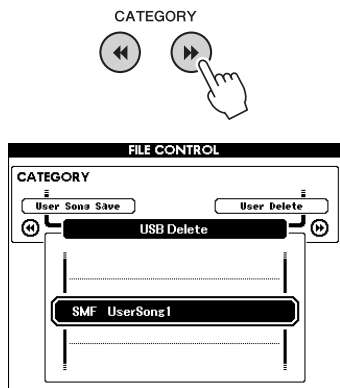 CATEGORY
FILE CONTROL
CATEGORY
User Song Save User Delete
USB Delete
SMF UserSong1